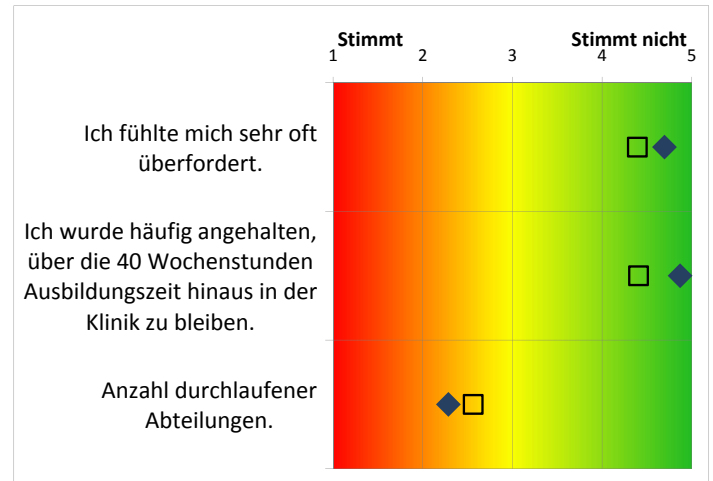 Stimmt Stimmt nicht
1 2 3 4 5
Ich fühlte mich sehr oft
überfordert.
Ich wurde häufig angehalten,
über die 40 Wochenstunden
Ausbildungszeit hinaus in der
Klinik zu bleiben.
Anzahl durchlaufener
Abteilungen.